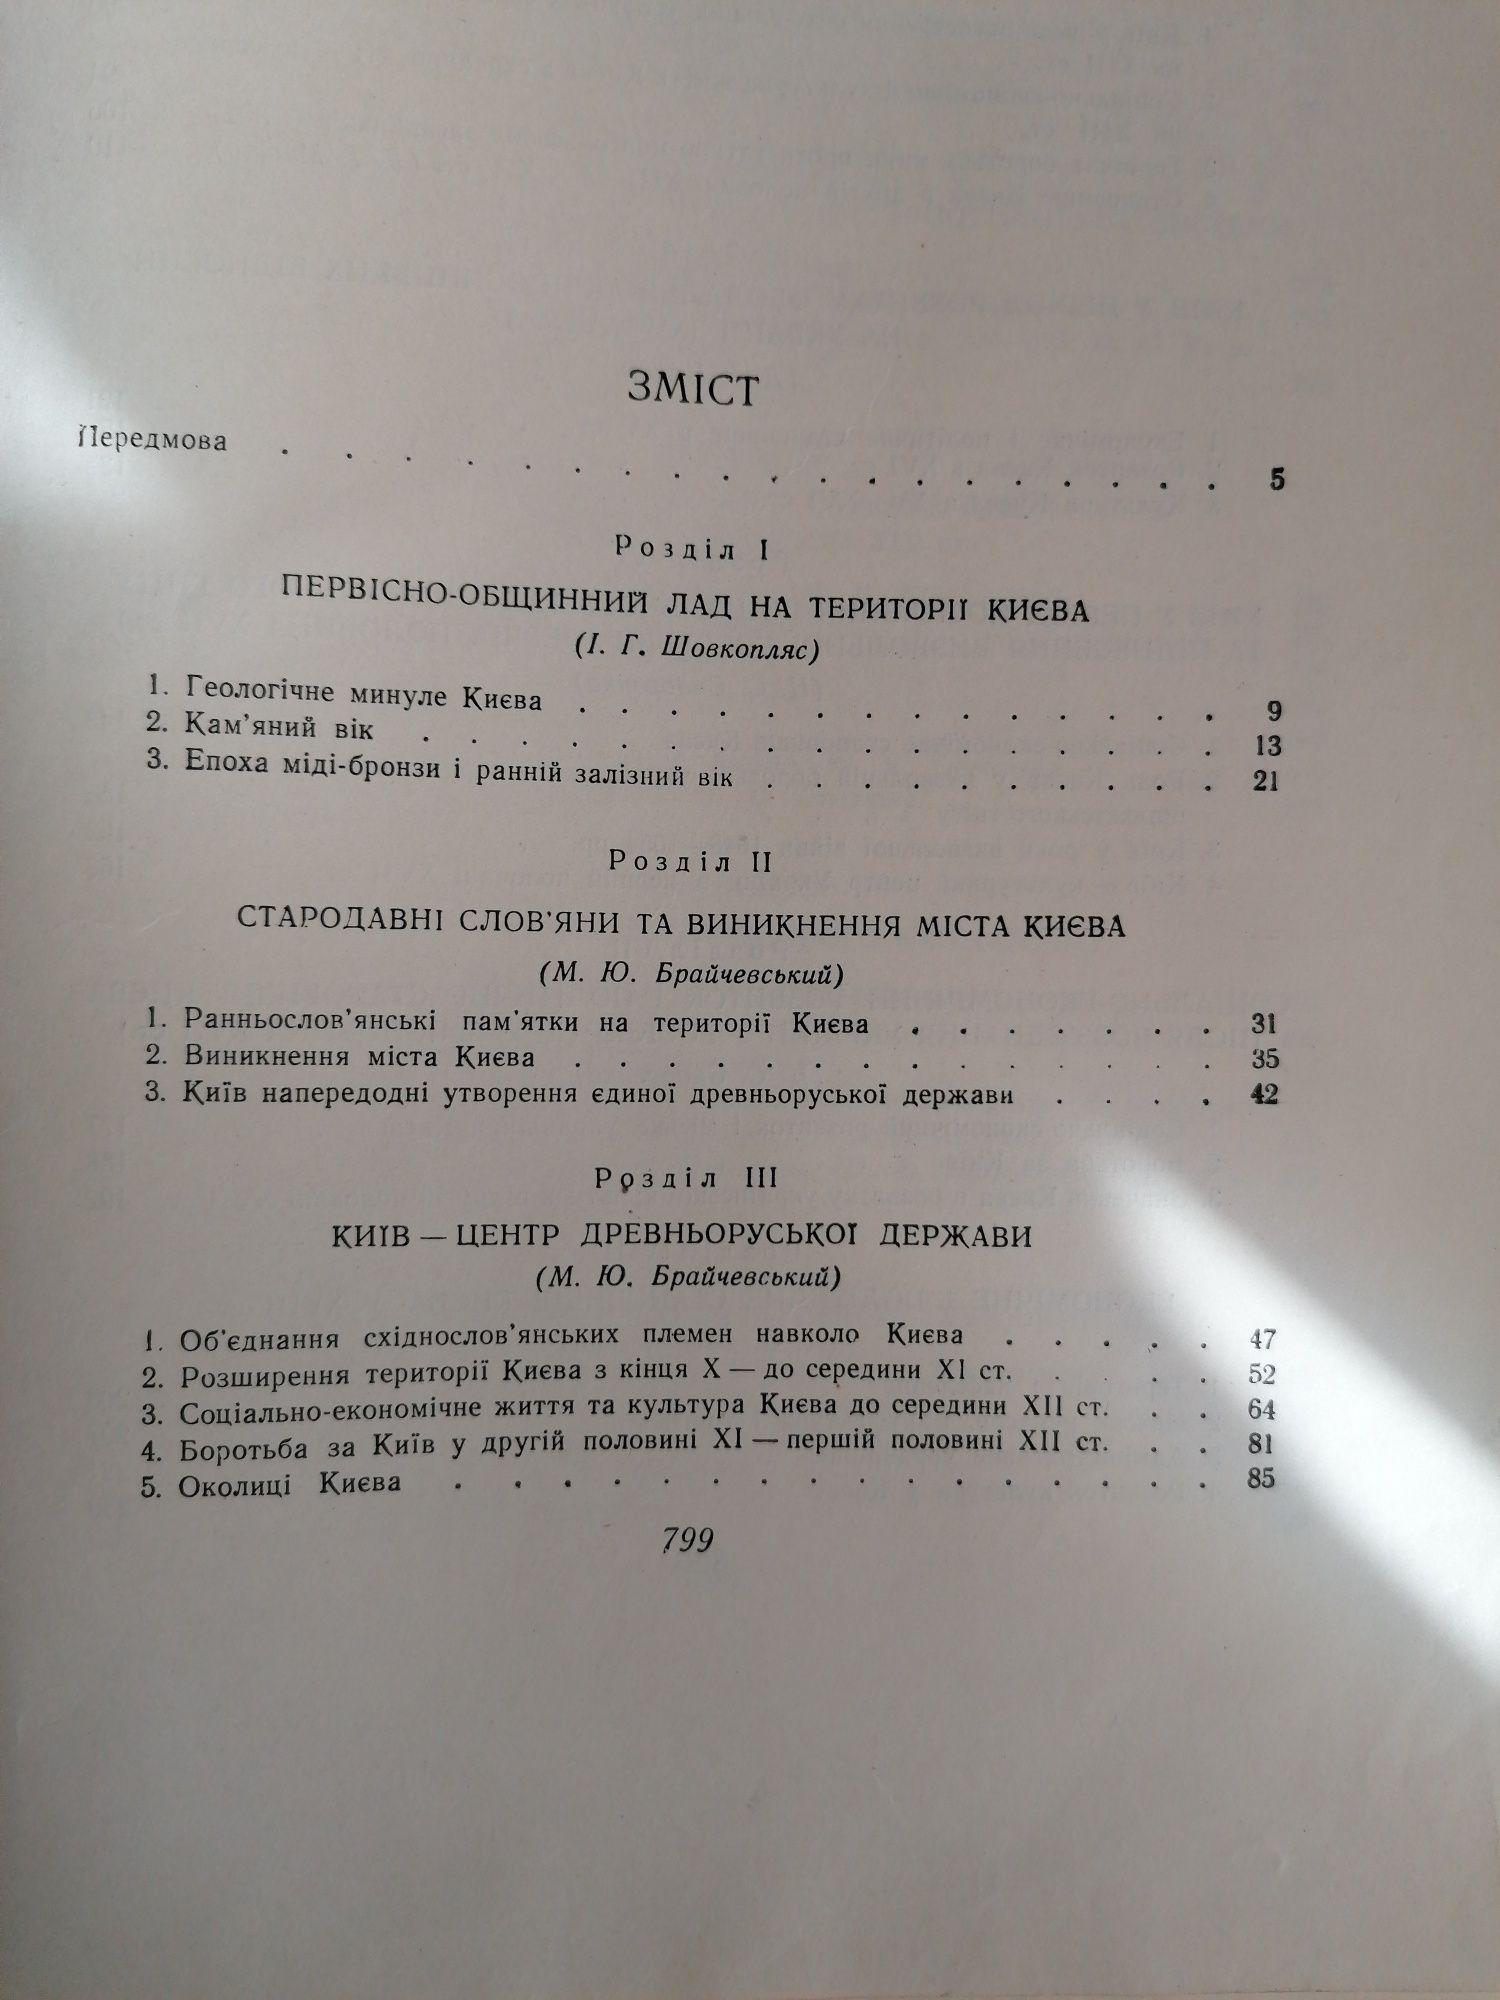 ЗМІСТ
Передмова . . . . . . . . . . . . . . . . . . . 5
Розділ I
ПЕРВІСНО-ОБЩИННИЙ ЛАД НА ТЕРИТОРІЇ КИЄВА
(І. Г. Шовкопляс)
1. Геологічне минуле Києва . . . . . . . . . . . . . . 9
2. Кам’яний вік . . . . . . . . . . . . . . . . . 13
3. Епоха міді-бронзи і ранній залізний вік . . . . . . . . . . 21
Розділ II
СТАРОДАВНІ СЛОВ’ЯНИ ТА ВИНИКНЕННЯ МІСТА КИЄВА
(М. Ю. Брайчевський)
1. Ранньослов’янські пам’ятки на території Києва . . . . . . . 31
2. Виникнення міста Києва . . . . . . . . . . . . . . 35
3. Київ напередодні утворення єдиної древньоруської держави . . . . 42
Розділ III
КИЇВ — ЦЕНТР ДРЕВНЬОРУСЬКОЇ ДЕРЖАВИ
(М. Ю. Брайчевський)
1. Об’єднання східнослов’янських племен навколо Києва . . . . . 47
2. Розширення території Києва з кінця X — до середини XI ст. . . . . 52
3. Соціально-економічне життя та культура Києва до середини XII ст. . . 64
4. Боротьба за Київ у другій половині XI — першій половині XII ст. . . 81
5. Околиці Києва . . . . . . . . . . . . . . . . 85
799